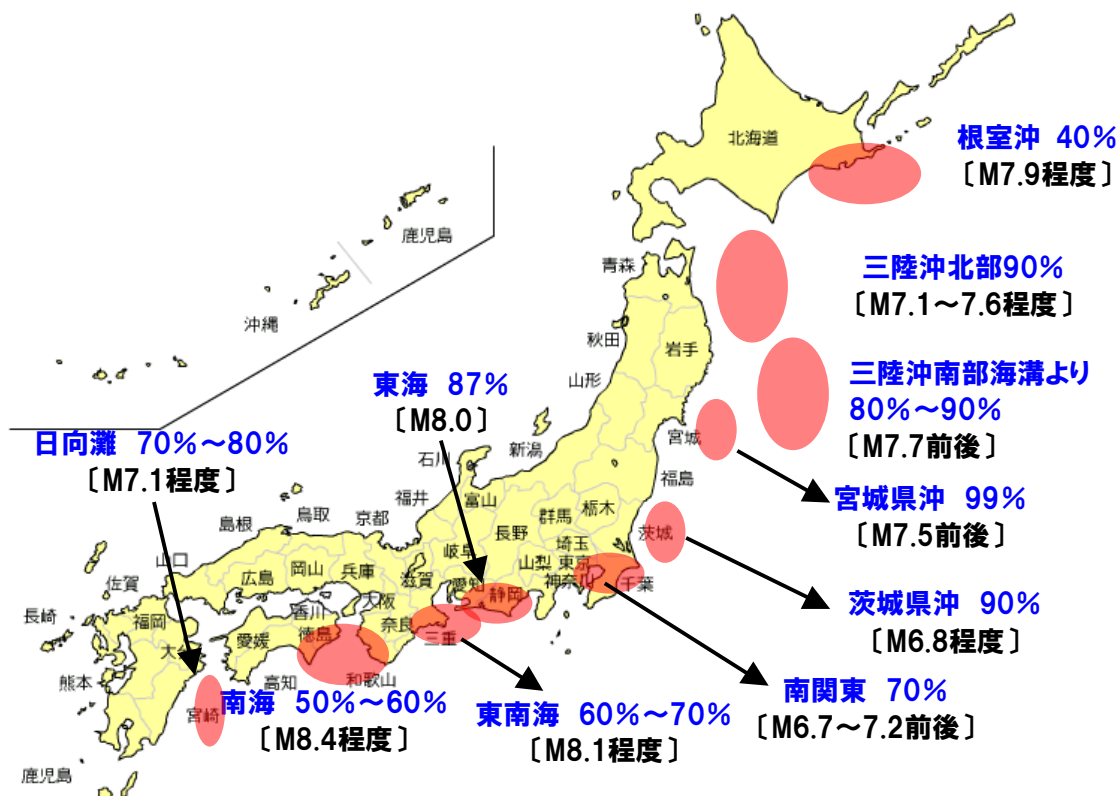 北海道
根室沖 40%
〔M7.9程度〕
鹿児島
沖縄
青森
三陸沖北部90%
〔M7.1～7.6程度〕
秋田
岩手
山形
三陸沖南部海溝より
80%～90%
〔M7.7前後〕
東海 87%
〔M8.0〕
日向灘 70%～80%
〔M7.1程度〕
宮城
新潟
石川
福島
宮城県沖 99%
〔M7.5前後〕
福井
富山
群馬
栃木
長野
茨城
島根
鳥取
京都
岐阜
埼玉
山梨
東京
神奈川
千葉
山口
広島
岡山
兵庫
滋賀
愛知
静岡
佐賀
長崎
福岡
香川
大阪
奈良
三重
愛媛
徳島
茨城県沖 90%
〔M6.8程度〕
大分
熊本
高知
和歌山
宮崎
南海 50%～60%
〔M8.4程度〕
東南海 60%～70%
〔M8.1程度〕
南関東 70%
〔M6.7～7.2前後〕
鹿児島